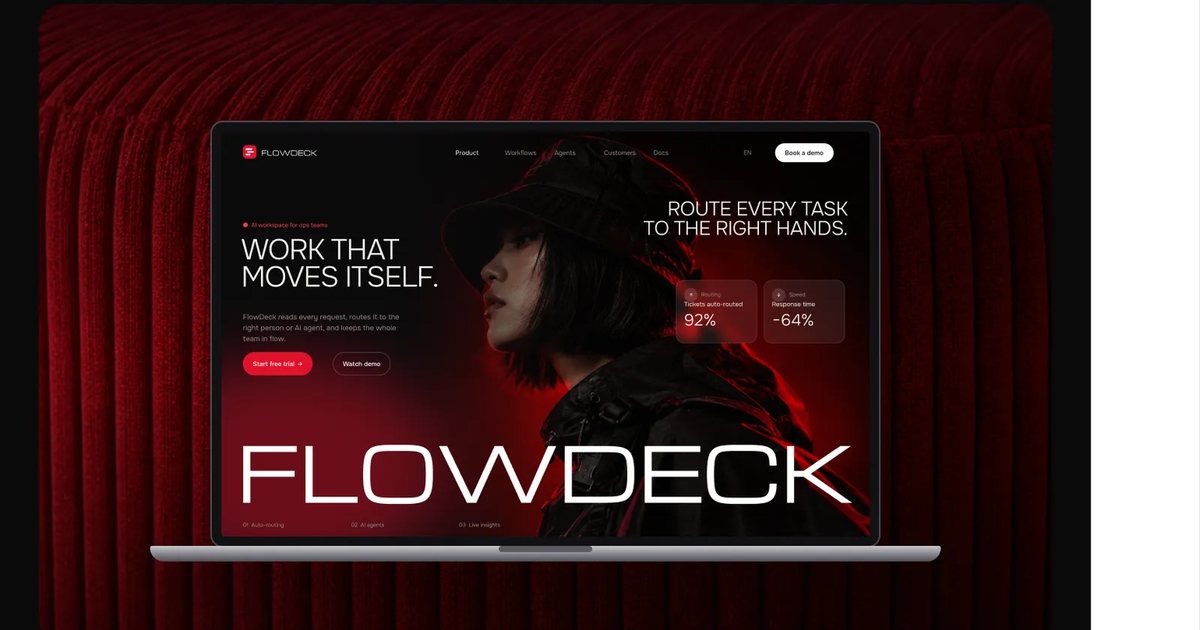 FLOWDECK
Product Workflows Agents Customers Docs EN Book a demo
AI workspace for ops teams
WORK THAT
MOVES ITSELF.
FlowDeck reads every request, routes it to the
right person or AI agent, and keeps the whole
team in flow.
Start free trial →
Watch demo
ROUTE EVERY TASK
TO THE RIGHT HANDS.
Routing
Tickets auto-routed
92%
Speed
Response time
-64%
FLOWDECK
01 Auto-routing
02 AI agents
03 Live insights